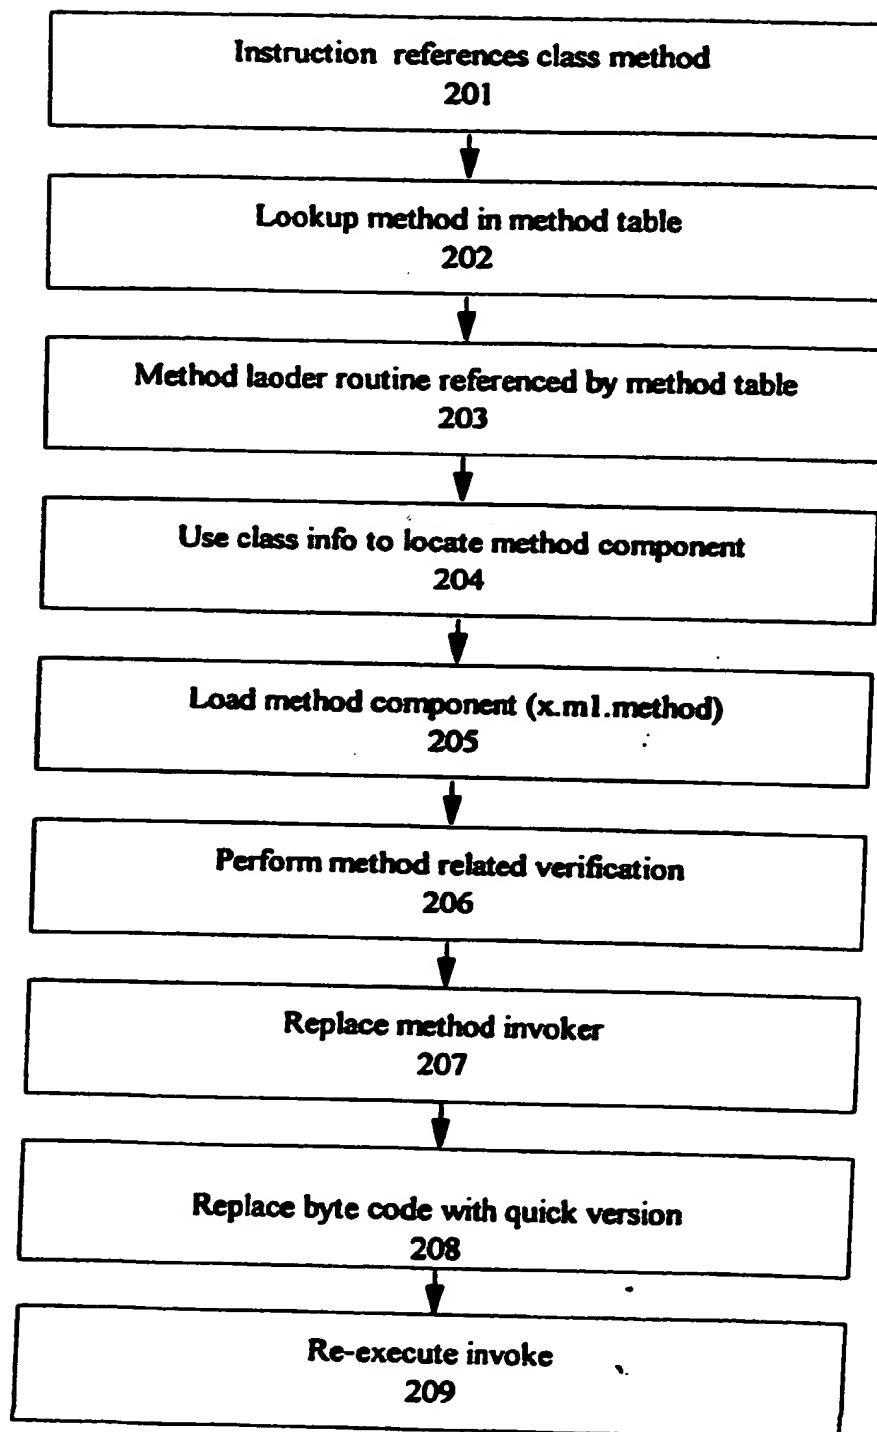 Instruction references class method
201
Lookup method in method table
202
Method laoder routine referenced by method table
203
Use class info to locate method component
204
Load method component (x.m1.method)
205
Perform method related verification
206
Replace method invoker
207
Replace byte code with quick version
208
Re-execute invoke
209